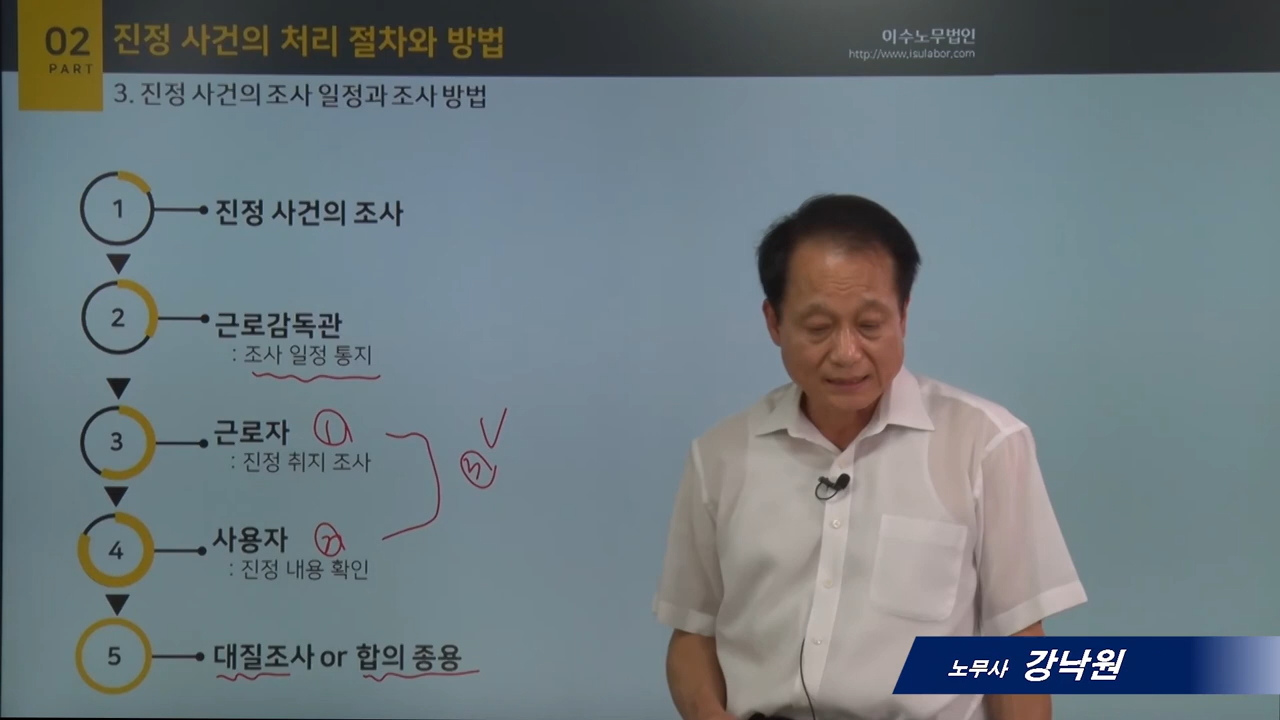 02
PART
진정 사건의 처리 절차와 방법
이수노무법인
http://www.isulabor.com
3. 진정 사건의 조사 일정과 조사 방법
1
진정 사건의 조사
2
근로감독관
: 조사 일정 통지
3
근로자 ①
: 진정 취지 조사
4
사용자 ②
: 진정 내용 확인
5
대질조사 or 합의 종용
노무사 강낙원